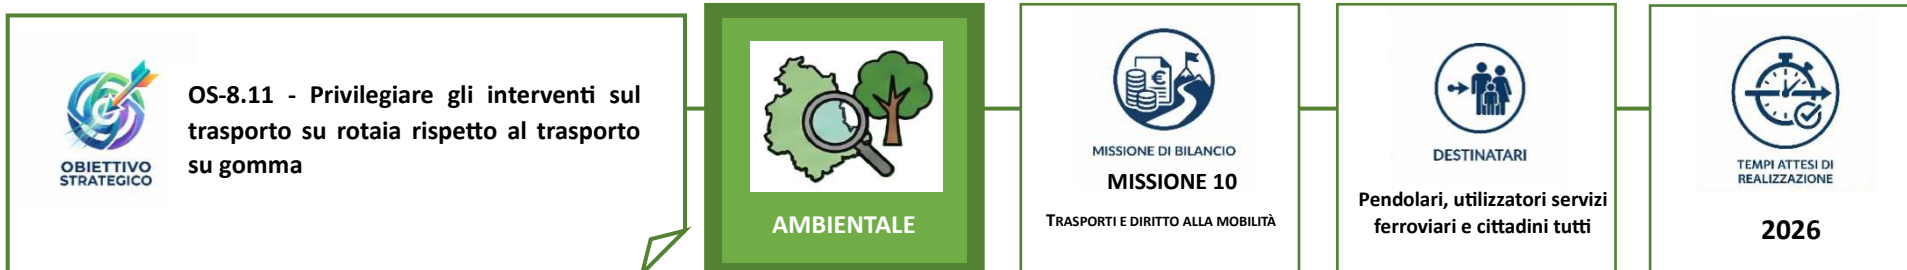 OBIETTIVO
STRATEGICO
OS-8.11 - Privilegiare gli interventi sul
trasporto su rotaia rispetto al trasporto
su gomma
AMBIENTALE
MISSIONE DI BILANCIO
MISSIONE 10
TRASPORTI E DIRITTO ALLA MOBILITÀ
DESTINATARI
Pendolari, utilizzatori servizi
ferroviari e cittadini tutti
TEMPI ATTESI DI
REALIZZAZIONE
2026